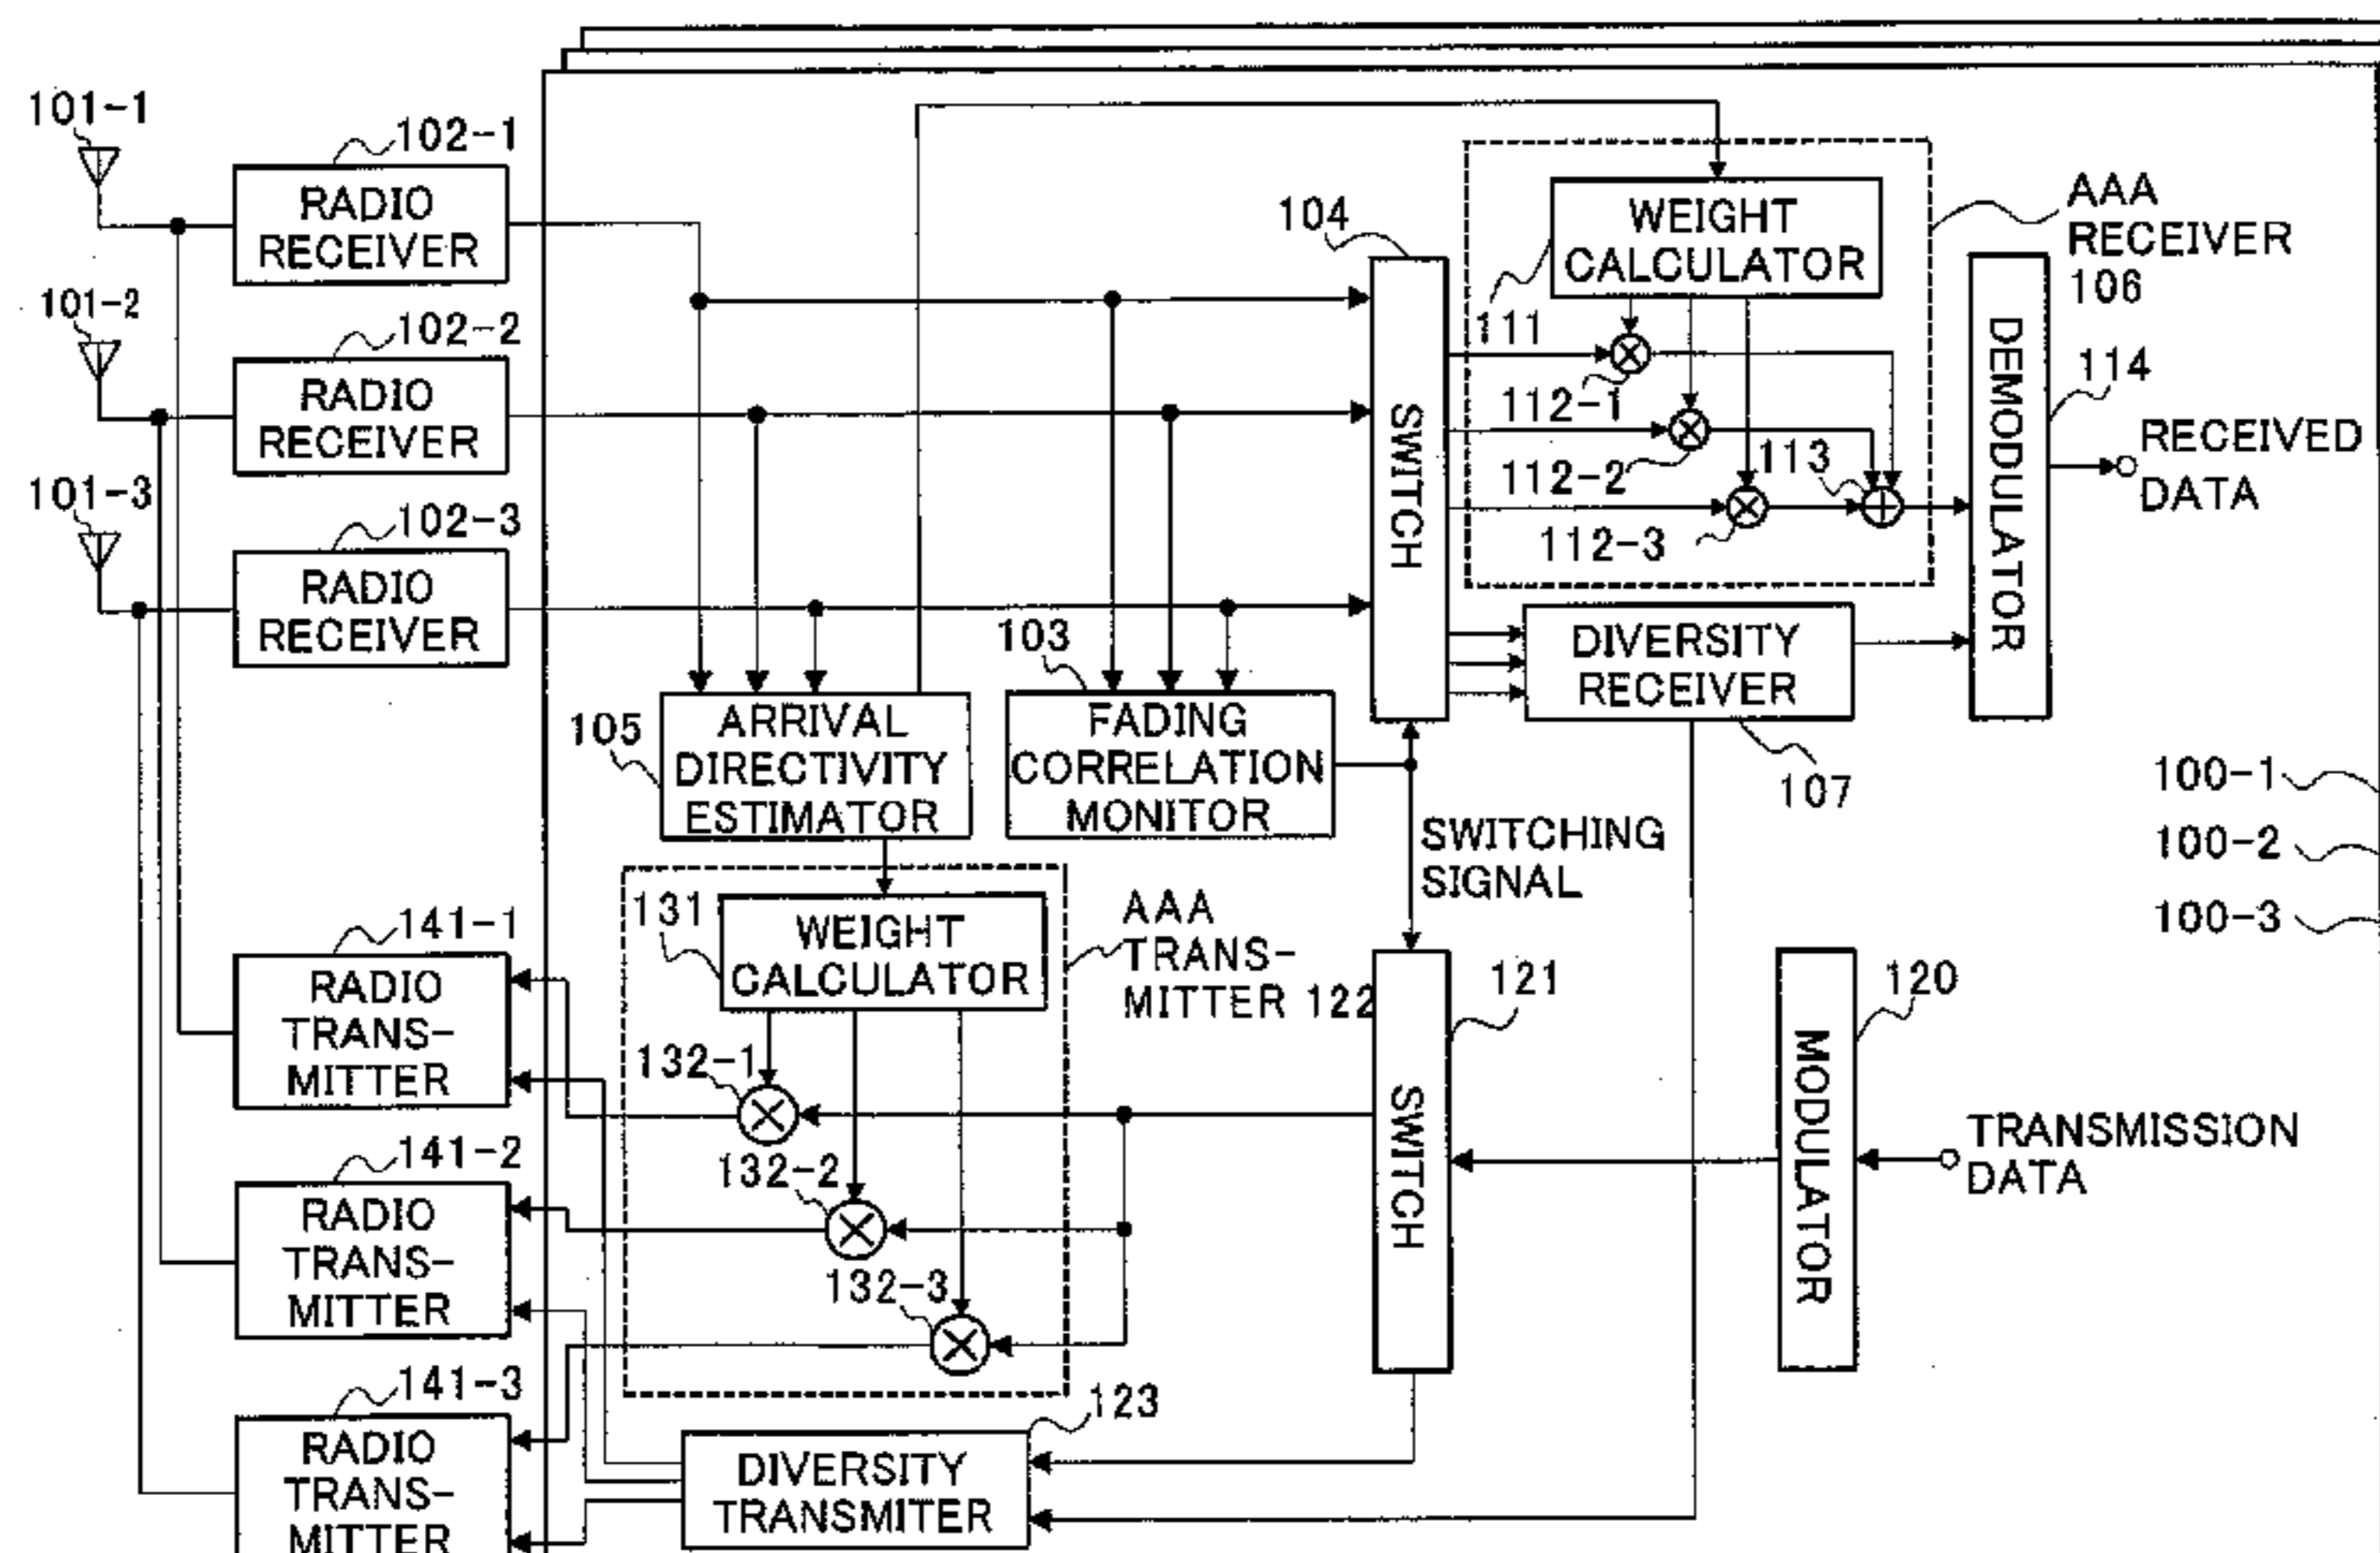 101-1
102-1
RADIO
RECEIVER
101-2
102-2
RADIO
RECEIVER
101-3
102-3
RADIO
RECEIVER
104
SWITCH
WEIGHT
CALCULATOR
111
112-1
112-2
113
112-3
AAA
RECEIVER
106
DEMODULATOR
114
RECEIVED
DATA
105
ARRIVAL
DIRECTIVITY
ESTIMATOR
103
FADING
CORRELATION
MONITOR
DIVERSITY
RECEIVER
107
SWITCHING
SIGNAL
100-1
100-2
100-3
131
WEIGHT
CALCULATOR
AAA
TRANS-
MITTER 122
132-1
132-2
132-3
121
SWITCH
120
MODULATOR
TRANSMISSION
DATA
141-1
RADIO
TRANS-
MITTER
141-2
RADIO
TRANS-
MITTER
141-3
RADIO
TRANS-
MITTER
123
DIVERSITY
TRANSMITER